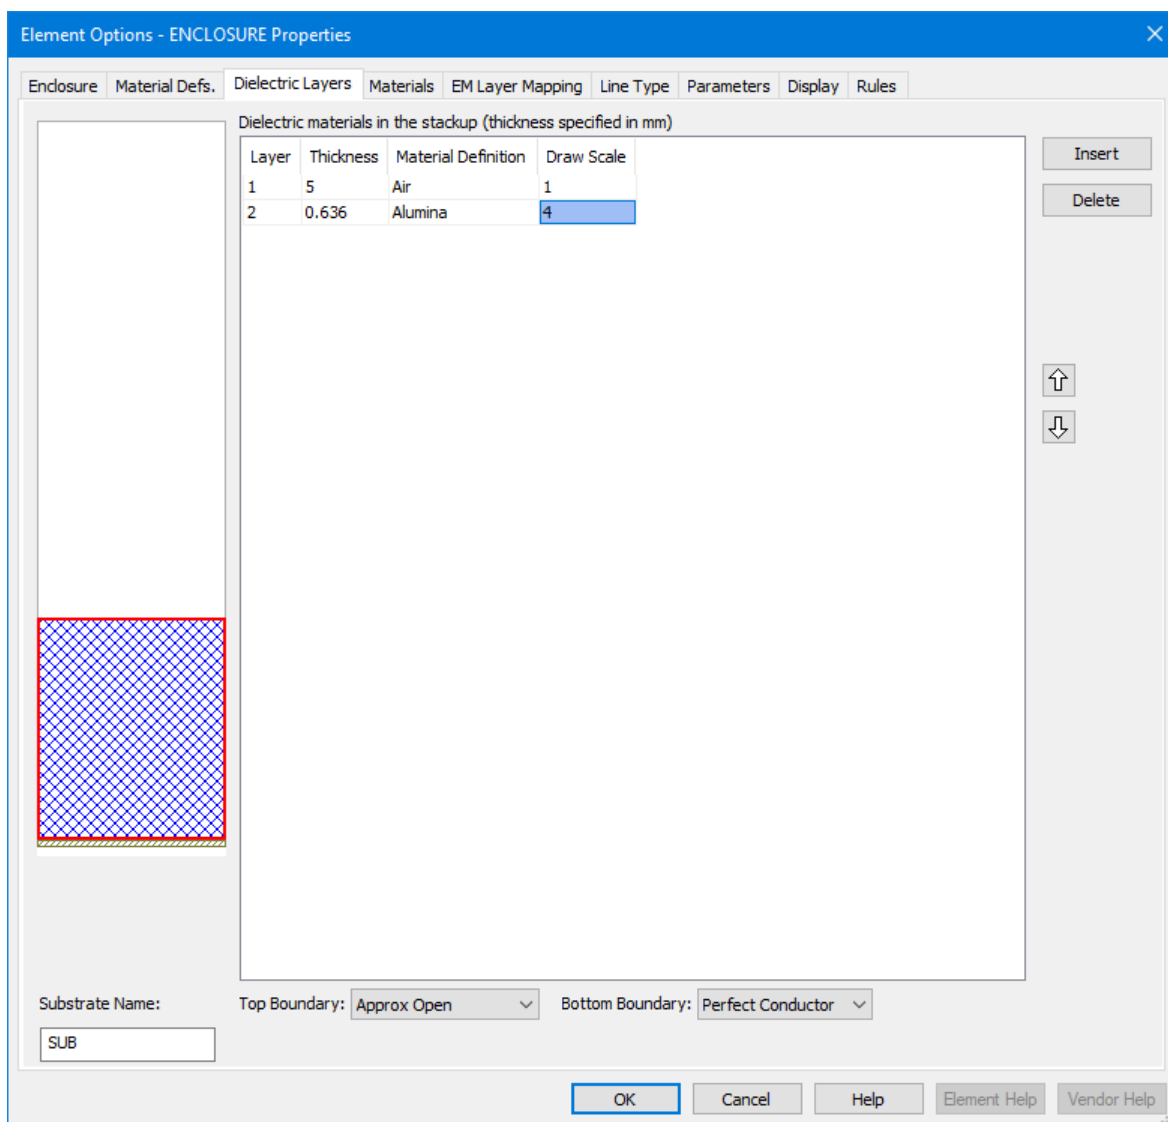 Element Options - ENCLOSURE Properties
Enclosure Material Defs. Dielectric Layers Materials EM Layer Mapping Line Type Parameters Display Rules
Dielectric materials in the stackup (thickness specified in mm)
Layer Thickness Material Definition Draw Scale
1 5 Air 1
2 0.636 Alumina 4
Insert
Delete
Substrate Name: Top Boundary: Approx Open Bottom Boundary: Perfect Conductor
SUB
OK Cancel Help Element Help Vendor Help